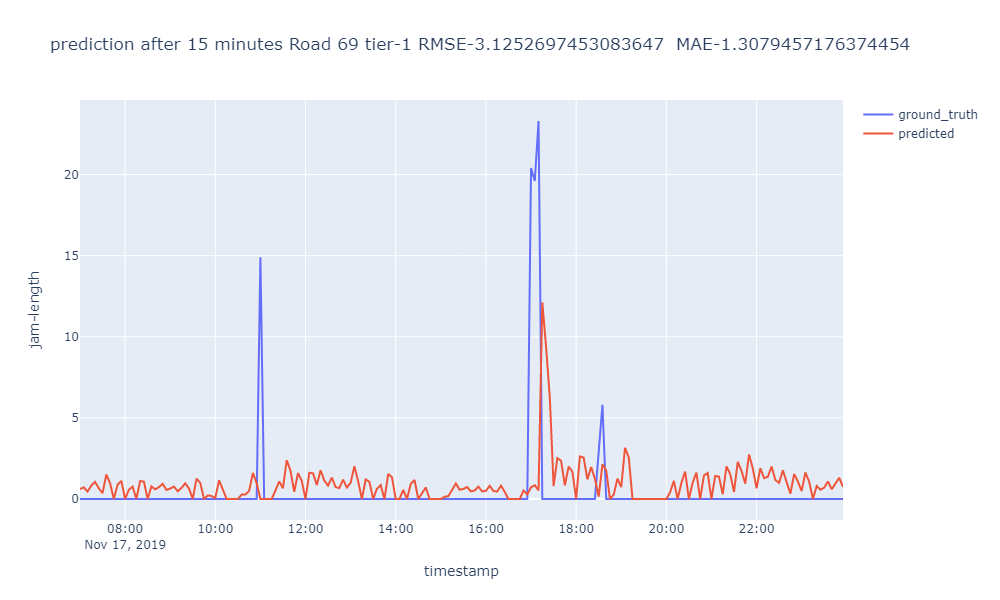 prediction after 15 minutes Road 69 tier-1 RMSE-3.1252697453083647  MAE-1.3079457176374454
ground_truth
predicted
20
15
10
5
0
jam-length
08:00 10:00 12:00 14:00 16:00 18:00 20:00 22:00
Nov 17, 2019
timestamp